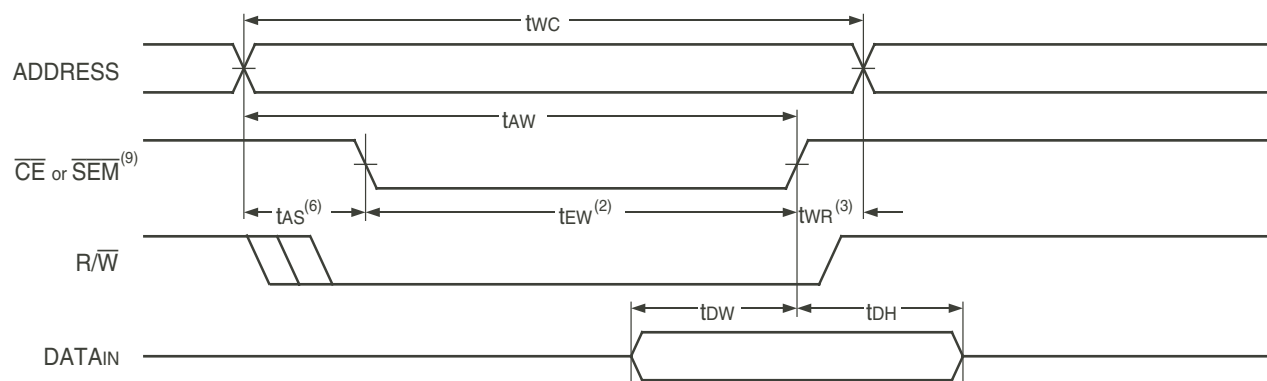 tWC
ADDRESS
tAW
CE or SEM(9)
tAS(6) tEW(2) tWR(3)
R/W
tDW tDH
DATAIN